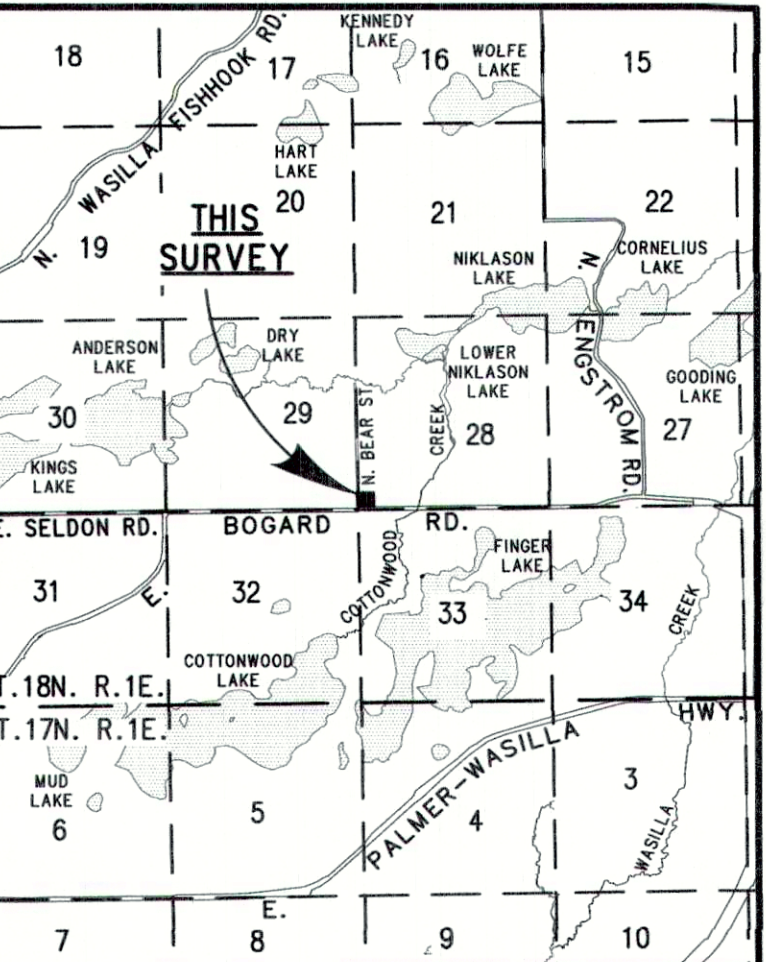 KENNEDY
LAKE
18
17
16
WOLFE
LAKE
15
N. WASILLA FISHHOOK RD.
HART
LAKE
THIS
SURVEY
19
20
21
22
NIKLASON
LAKE
N. ENGSTROM RD.
CORNELIUS
LAKE
ANDERSON
LAKE
DRY
LAKE
LOWER
NIKLASON
LAKE
GOODING
LAKE
30
29
N. BEAR ST
CREEK
28
27
KINGS
LAKE
E. SELDON RD.
BOGARD RD.
COTTONWOOD
FINGER
LAKE
31
E.
32
33
34
CREEK
COTTONWOOD
LAKE
T.18N. R.1E.
T.17N. R.1E.
HWY.
PALMER-WASILLA
MUD
LAKE
6
5
4
3
WASILLA
E.
7
8
9
10